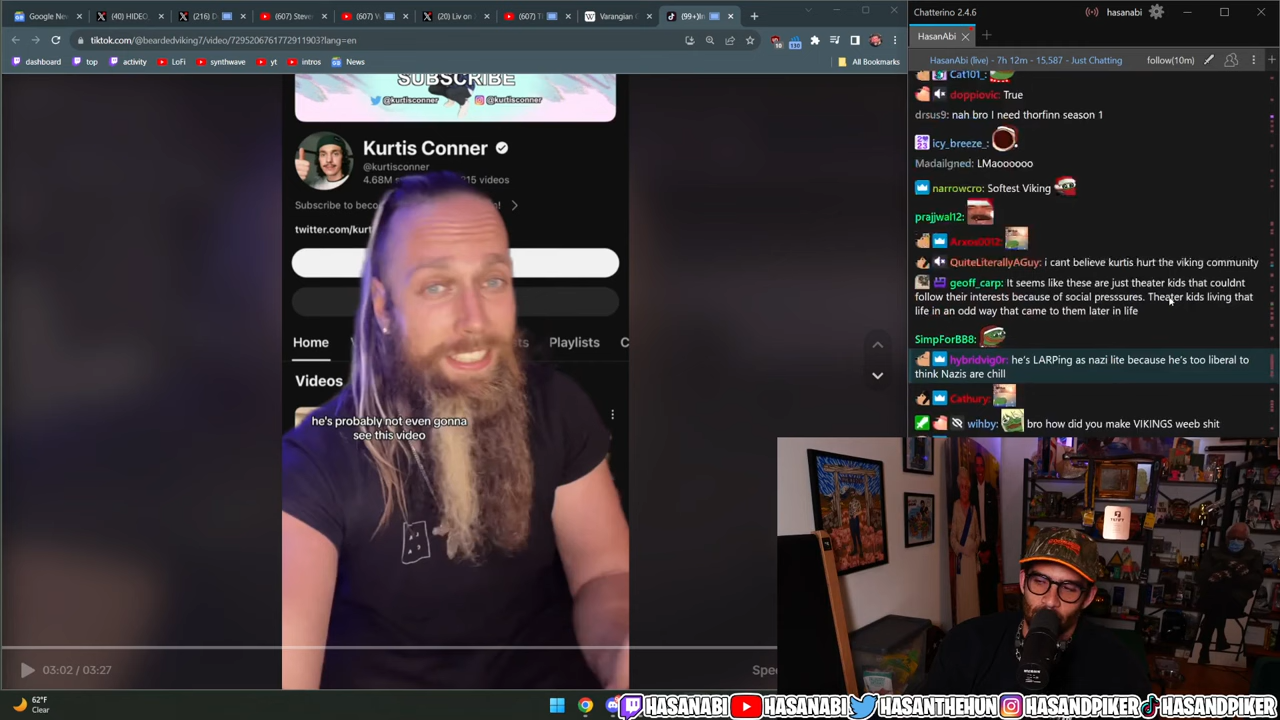 Google Ne
(40) HIDEO
(216) D
(607) Steve
(607) V
(20) Liv on
(607) T
Varangian
(99+)
Chatterino 2.4.6
hasanabi
tiktok.com/@beardedviking7/video/7295206761772911903?lang=en
HasanAbi
dashboard
top
activity
LoFi
synthwave
yt
intros
News
All Bookmarks
HasanAbi (live) - 7h 12m - 15,587 - Just Chatting
follow(10m)
SUBSCRIBE
@kurtisconner
@kurtisconner
Kurtis Conner
@kurtisconner
4.68M
215 videos
Subscribe to beco
twitter.com/kurt
Home
Playlists
C
Videos
he's probably not even gonna
see this video
03:02 / 03:27
Spee
Cat101_:
doppiovic: True
drsus9: nah bro I need thorfinn season 1
icy_breeze_:
Madailgned: LMaoooooo
narrowcro: Softest Viking
prajjwal12:
Arxos0012:
QuiteLiterallyAGuy: i cant believe kurtis hurt the viking community
geoff_carp: It seems like these are just theater kids that couldnt
follow their interests because of social presssures. Theater kids living that
life in an odd way that came to them later in life
SimpForBB8:
hybridvig0r: he's LARPing as nazi lite because he's too liberal to
think Nazis are chill
Cathury:
wihby: bro how did you make VIKINGS weeb shit
62°F
Clear
HASANABI
HASANABI
HASANTHEHUN
HASANDPIKER
HASANDPIKER